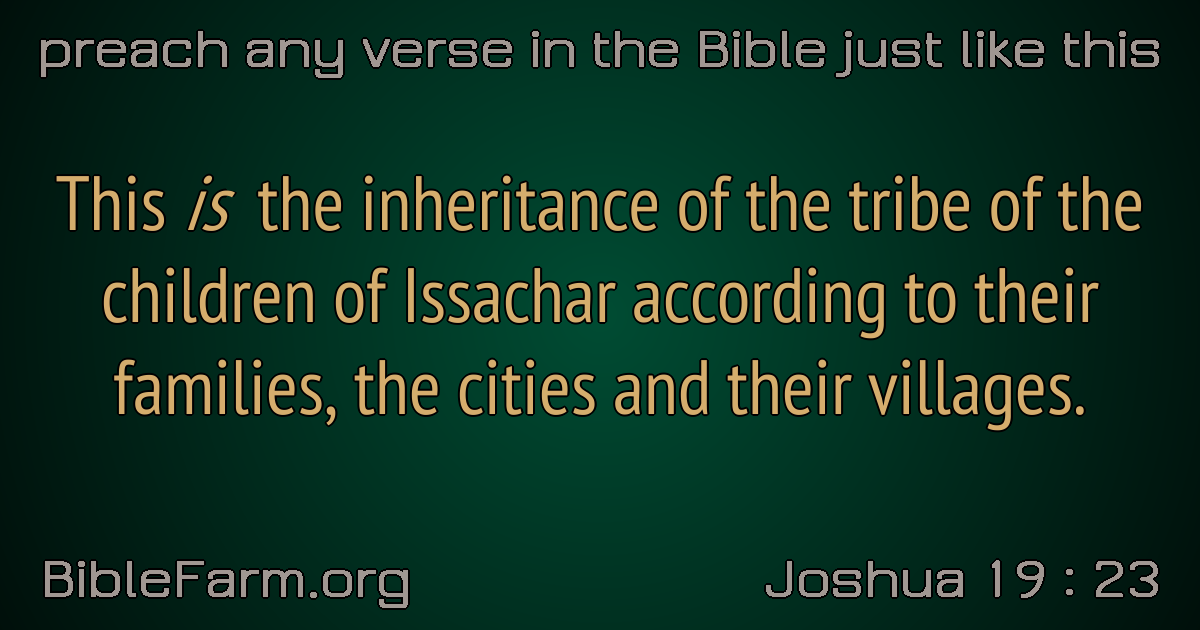 preach any verse in the Bible just like this
This is the inheritance of the tribe of the
children of Issachar according to their
families, the cities and their villages.
BibleFarm.org
Joshua 19 : 23